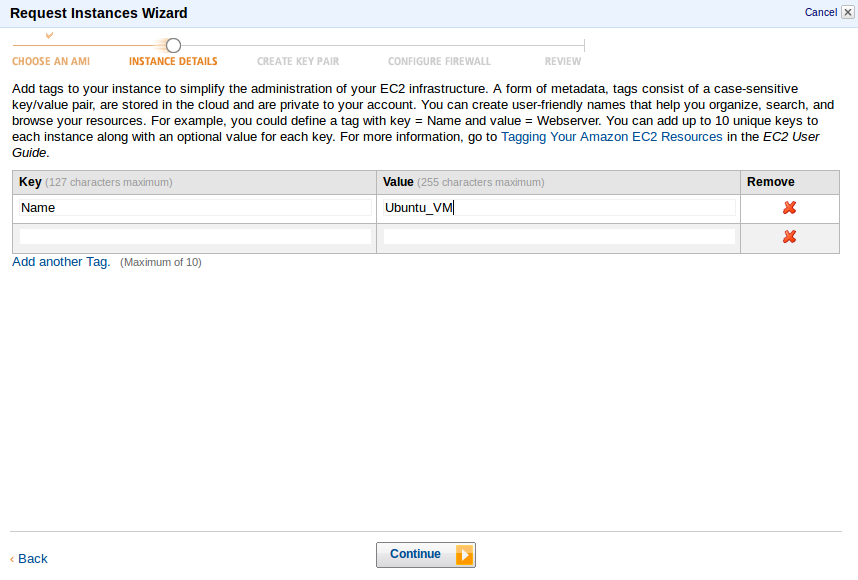 Request Instances Wizard
Cancel
CHOOSE AN AMI INSTANCE DETAILS CREATE KEY PAIR CONFIGURE FIREWALL REVIEW
Add tags to your instance to simplify the administration of your EC2 infrastructure. A form of metadata, tags consist of a case-sensitive
key/value pair, are stored in the cloud and are private to your account. You can create user-friendly names that help you organize, search, and
browse your resources. For example, you could define a tag with key = Name and value = Webserver. You can add up to 10 unique keys to
each instance along with an optional value for each key. For more information, go to Tagging Your Amazon EC2 Resources in the EC2 User
Guide.
Key (127 characters maximum) Value (255 characters maximum) Remove
Name Ubuntu_VM
Add another Tag. (Maximum of 10)
‹ Back Continue